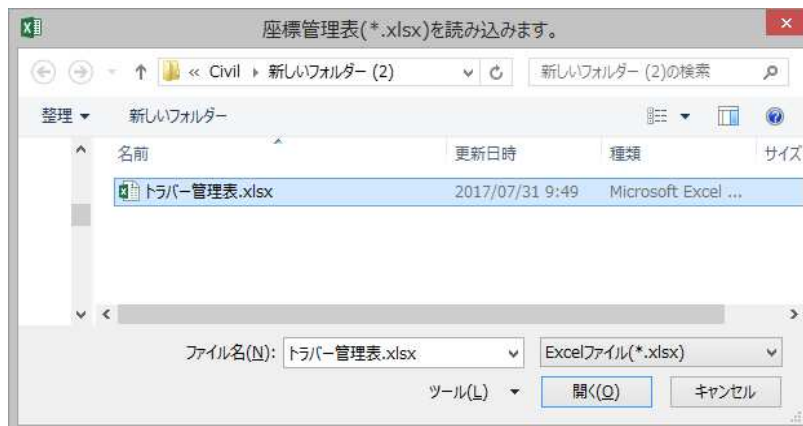 座標管理表(*.xlsx)を読み込みます。
« Civil 新しいフォルダー (2) 新しいフォルダー (2)の検索
整理 新しいフォルダー
名前 更新日時 種類 サイズ
トラバー管理表.xlsx 2017/07/31 9:49 Microsoft Excel ...
ファイル名(N): トラバー管理表.xlsx Excelファイル(*.xlsx)
ツール(L) 開く(O) キャンセル